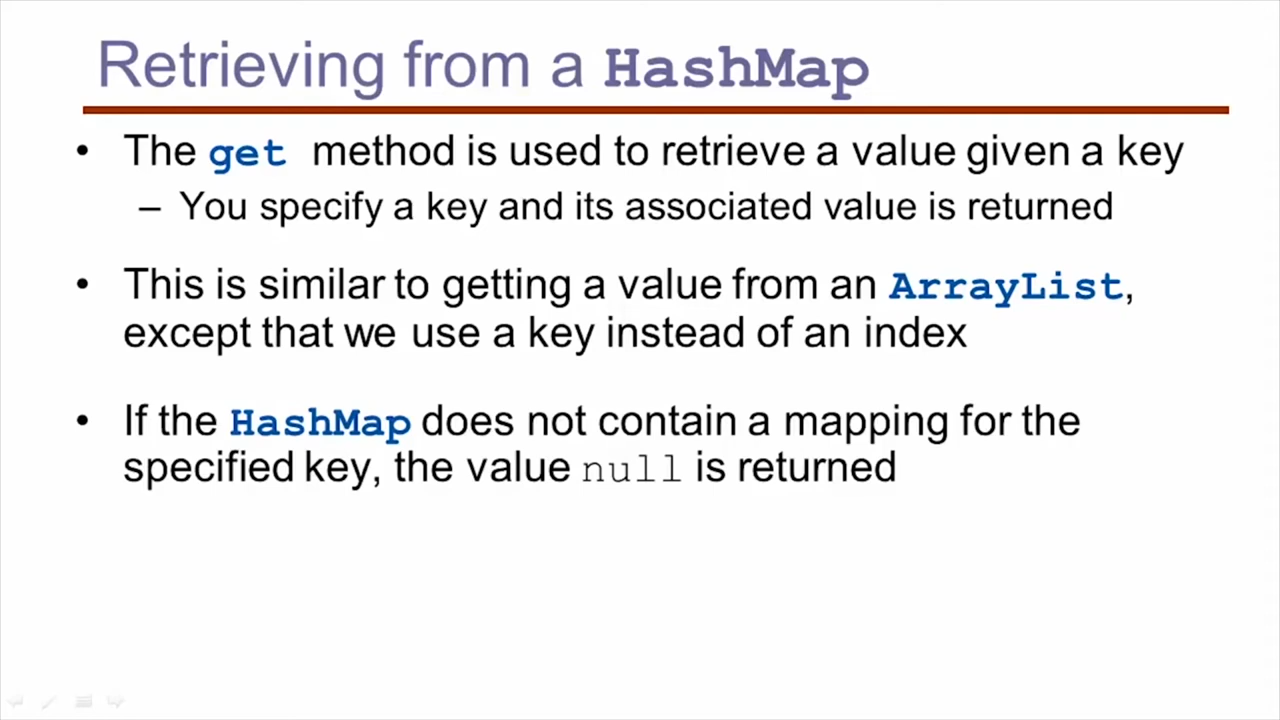 Retrieving from a HashMap
• The get method is used to retrieve a value given a key
– You specify a key and its associated value is returned
• This is similar to getting a value from an ArrayList,
except that we use a key instead of an index
• If the HashMap does not contain a mapping for the
specified key, the value null is returned